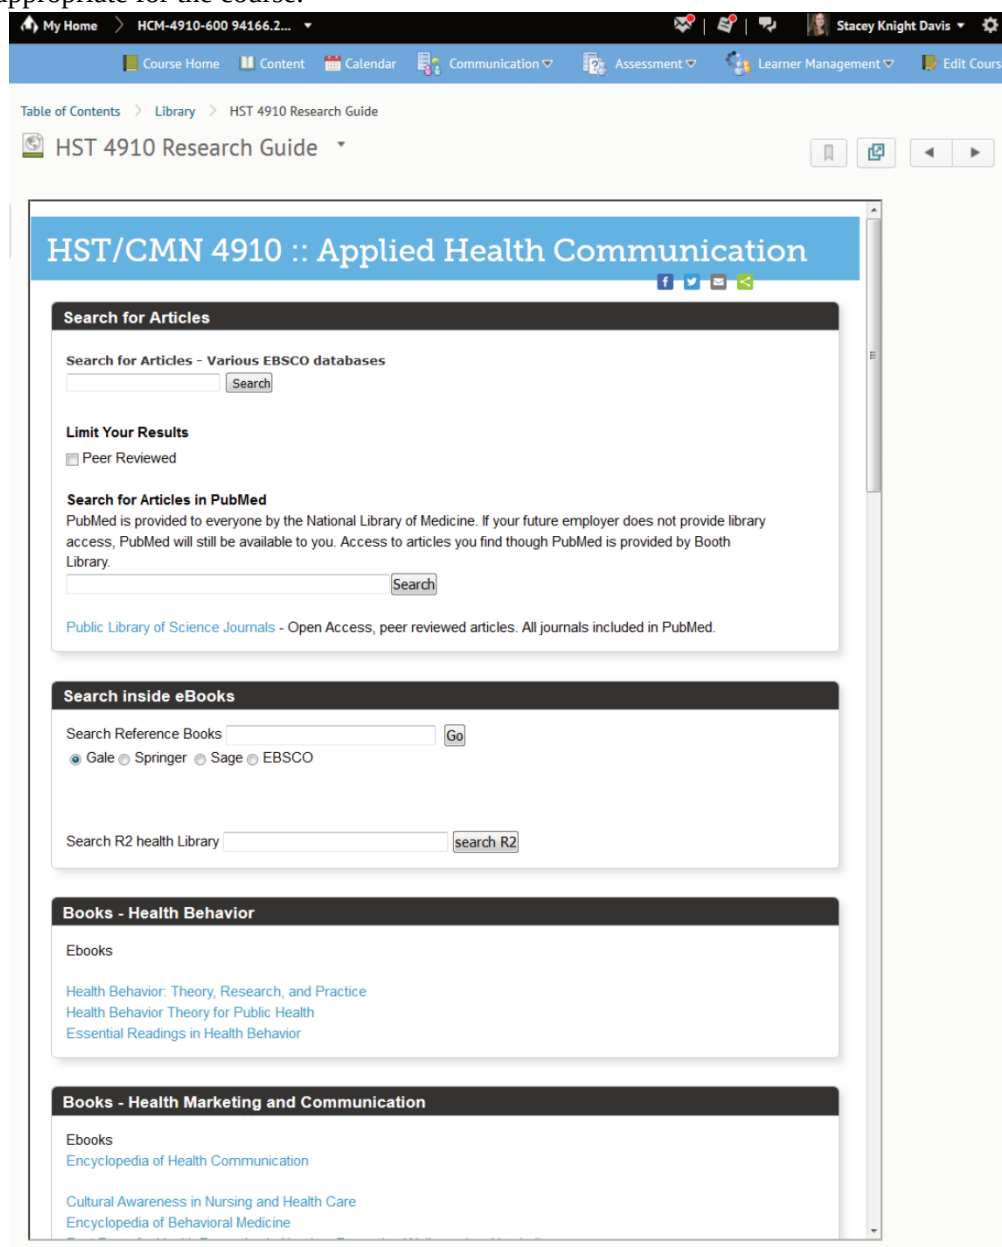 appropriate for the course.
My Home HCM-4910-600 94166.2... Stacey Knight Davis
Course Home Content Calendar Communication Assessment Learner Management Edit Cours
Table of Contents > Library > HST 4910 Research Guide
HST 4910 Research Guide
HST/CMN 4910 :: Applied Health Communication
Search for Articles
Search for Articles - Various EBSCO databases
Search
Limit Your Results
Peer Reviewed
Search for Articles in PubMed
PubMed is provided to everyone by the National Library of Medicine. If your future employer does not provide library
access, PubMed will still be available to you. Access to articles you find though PubMed is provided by Booth
Library.
Search
Public Library of Science Journals - Open Access, peer reviewed articles. All journals included in PubMed.
Search inside eBooks
Search Reference Books Go
Gale Springer Sage EBSCO
Search R2 health Library search R2
Books - Health Behavior
Ebooks
Health Behavior: Theory, Research, and Practice
Health Behavior Theory for Public Health
Essential Readings in Health Behavior
Books - Health Marketing and Communication
Ebooks
Encyclopedia of Health Communication
Cultural Awareness in Nursing and Health Care
Encyclopedia of Behavioral Medicine